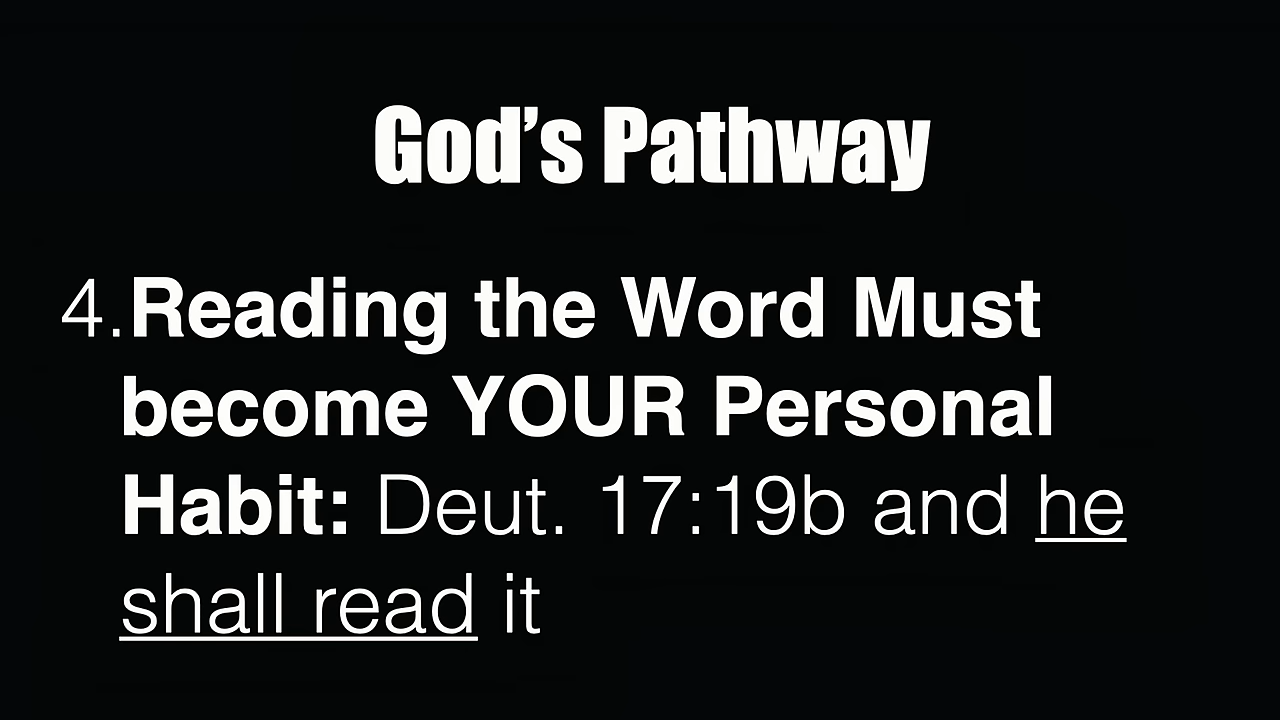 God’s Pathway
4.Reading the Word Must
become YOUR Personal
Habit: Deut. 17:19b and he
shall read it